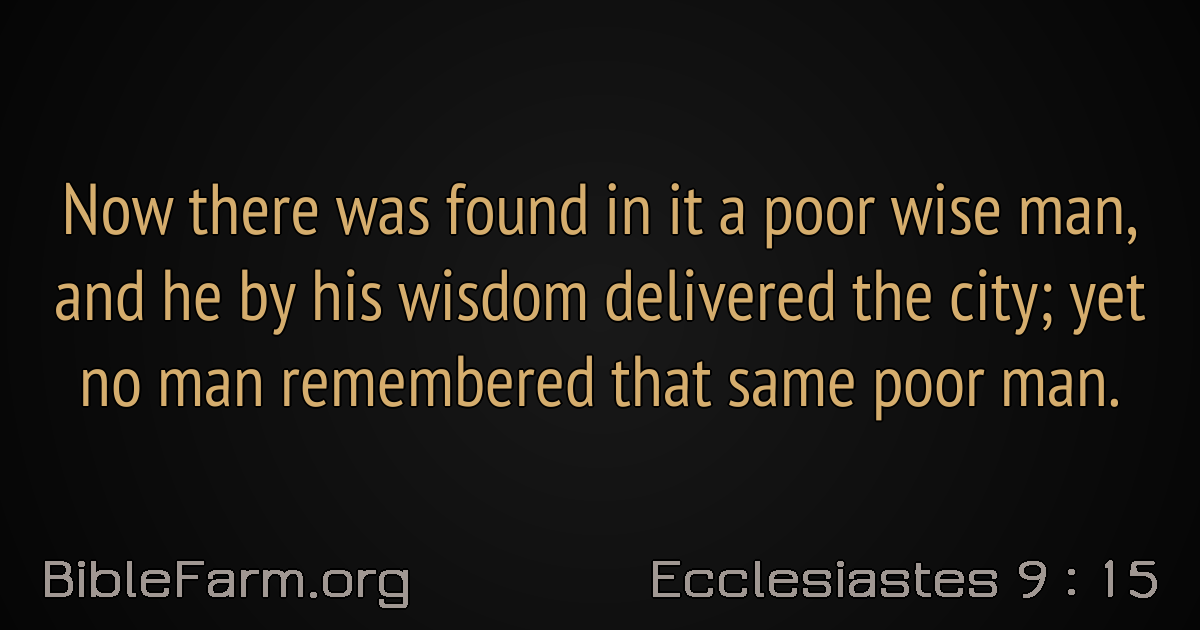 Now there was found in it a poor wise man,
and he by his wisdom delivered the city; yet
no man remembered that same poor man.
BibleFarm.org
Ecclesiastes 9 : 15